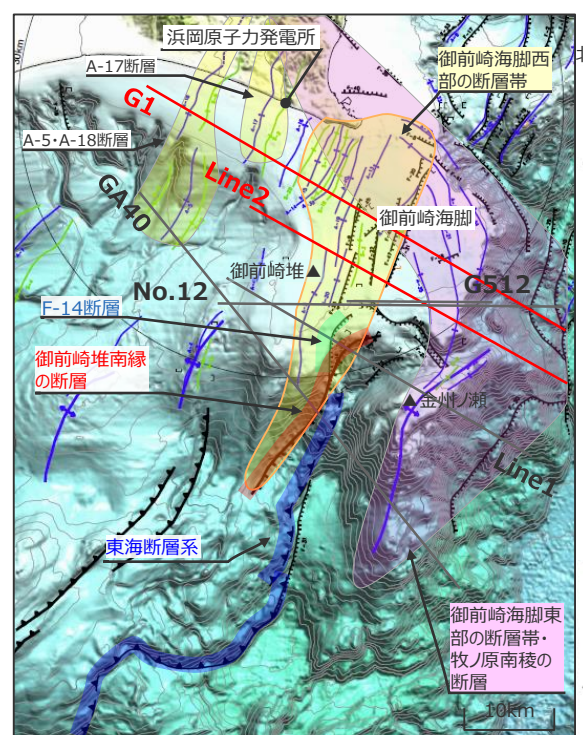 浜岡原子力発電所
北
御前崎海脚西
部の断層帯
A-17断層
G1
A-5・A-18断層
Line2
GA40
御前崎海脚
御前崎堆
No.12
G512
F-14断層
御前崎堆南縁
の断層
金州ノ瀬
Line1
東海断層系
御前崎海脚東
部の断層帯・
牧ノ原南稜の
断層
10km